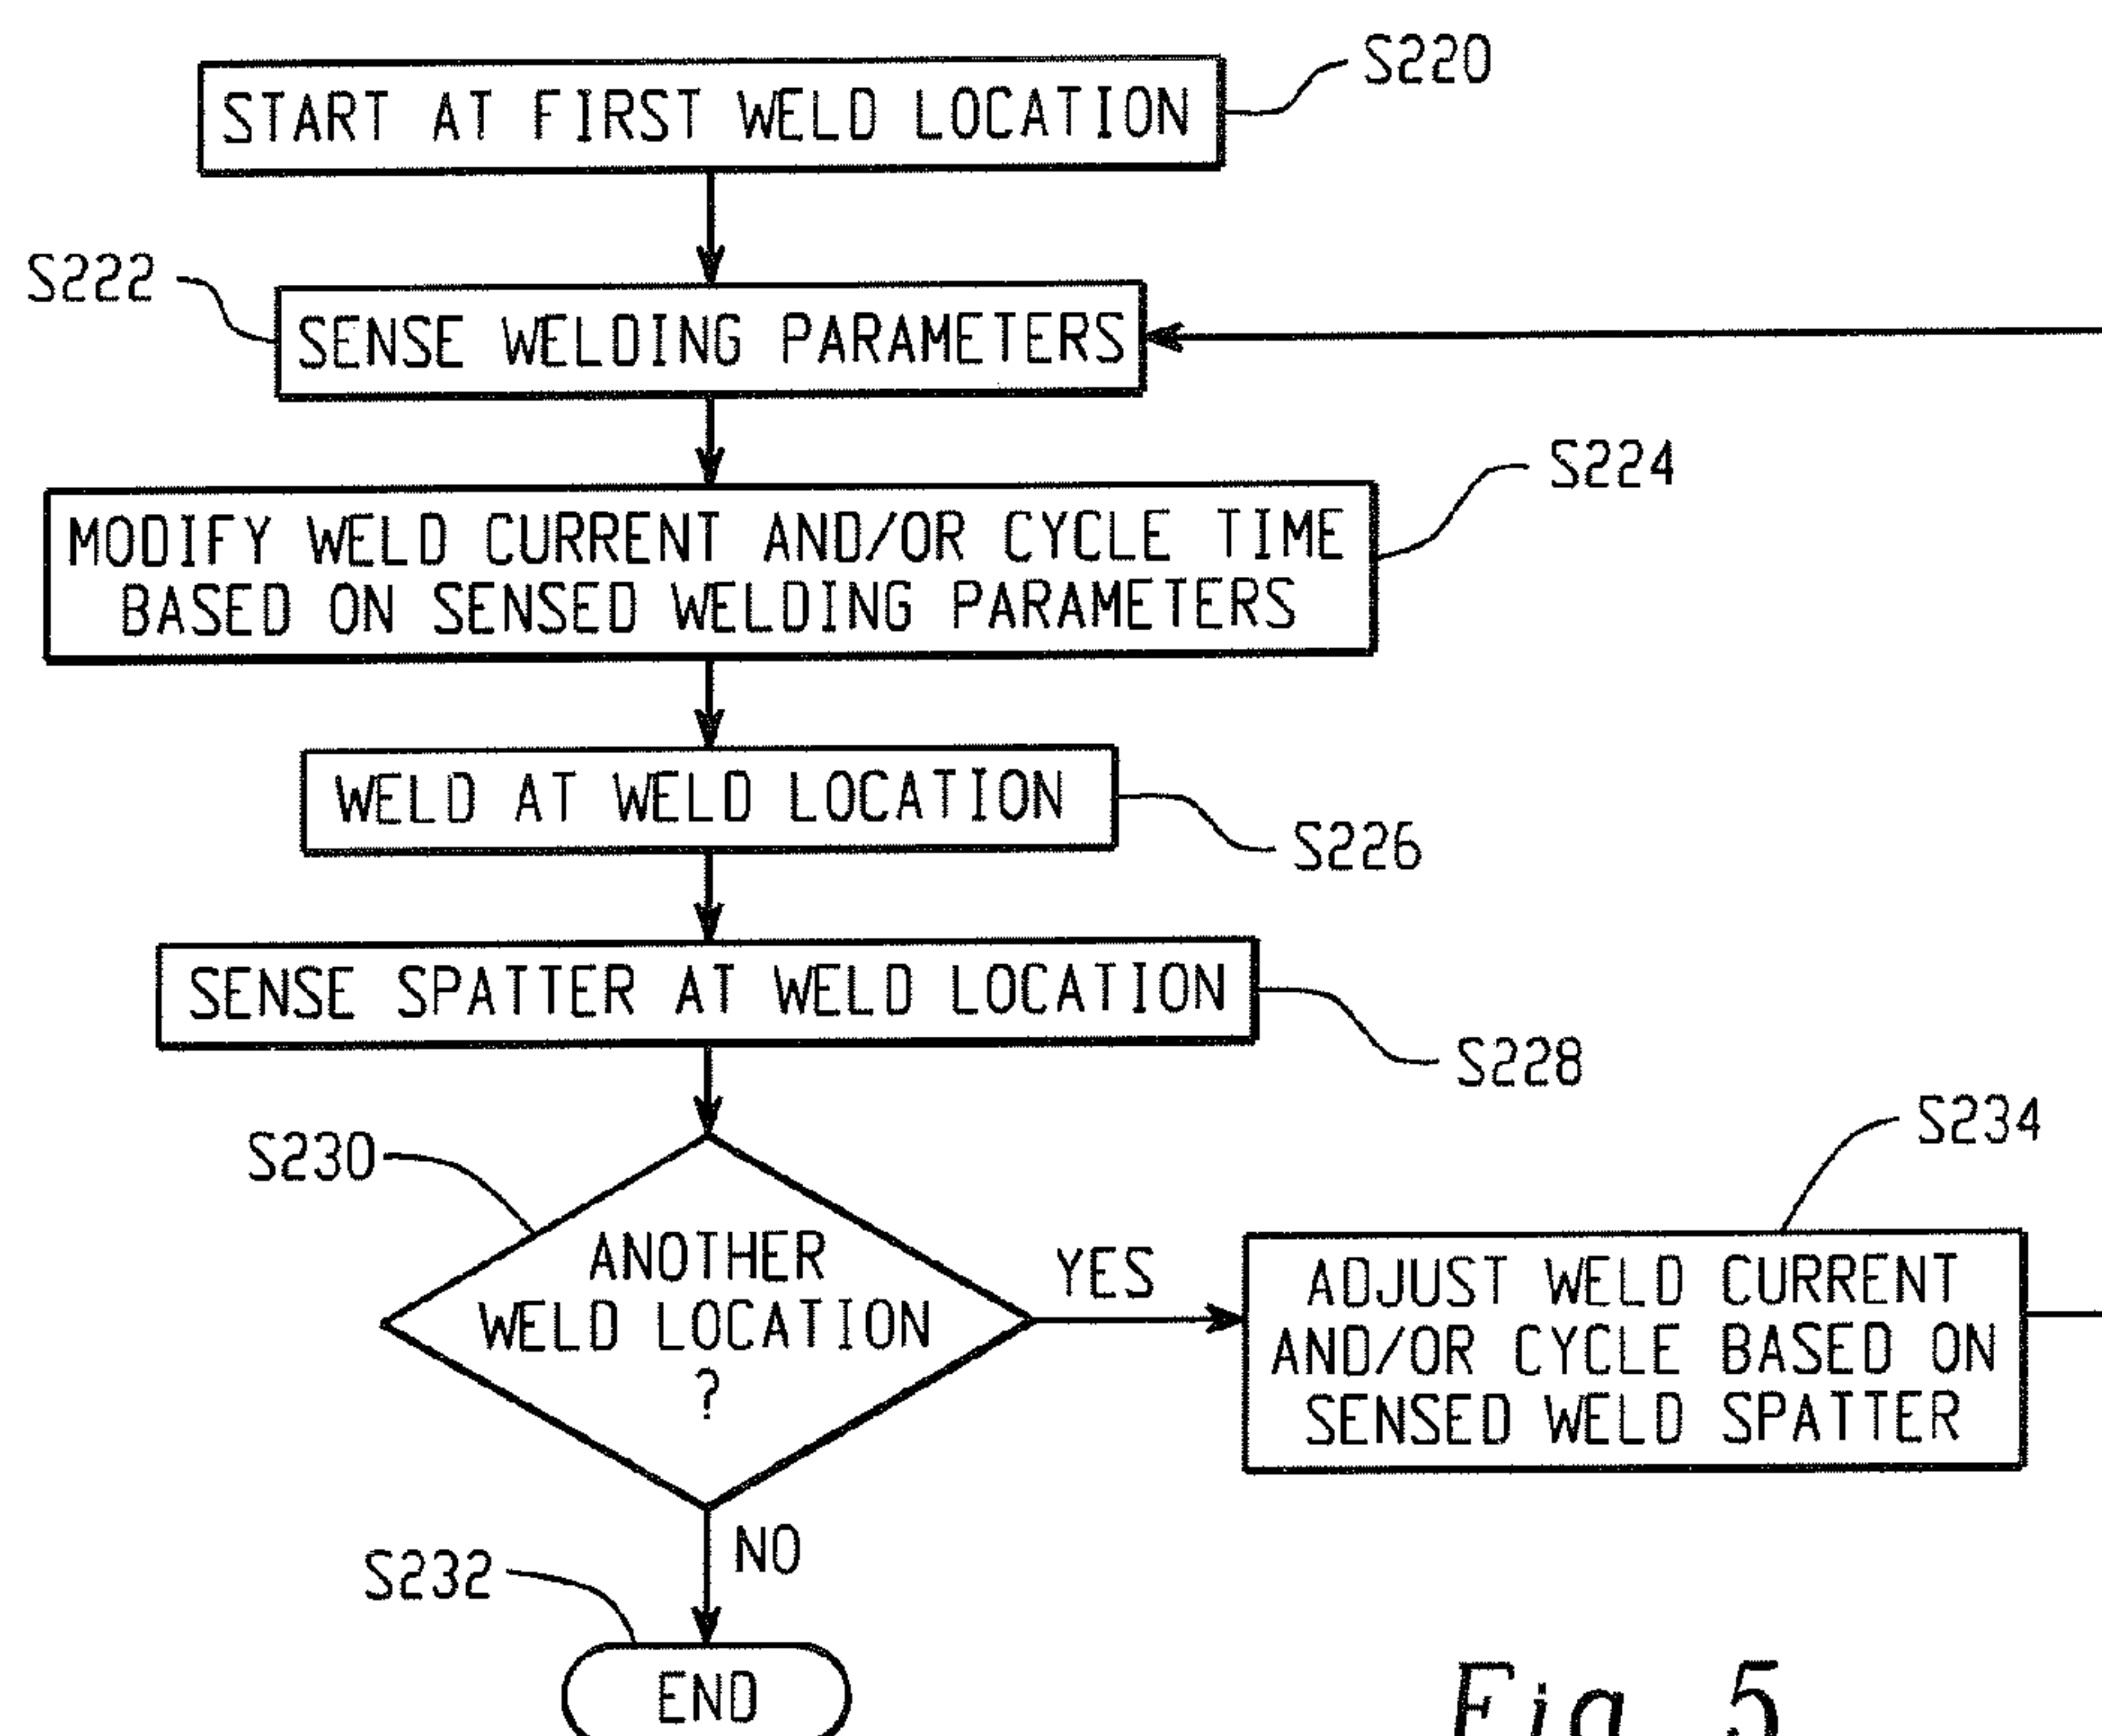 S220
START AT FIRST WELD LOCATION
S222
SENSE WELDING PARAMETERS
S224
MODIFY WELD CURRENT AND/OR CYCLE TIME
BASED ON SENSED WELDING PARAMETERS
WELD AT WELD LOCATION
S226
SENSE SPATTER AT WELD LOCATION
S228
S230
ANOTHER
WELD LOCATION
?
YES
S234
ADJUST WELD CURRENT
AND/OR CYCLE BASED ON
SENSED WELD SPATTER
NO
S232
END
Fig. 5